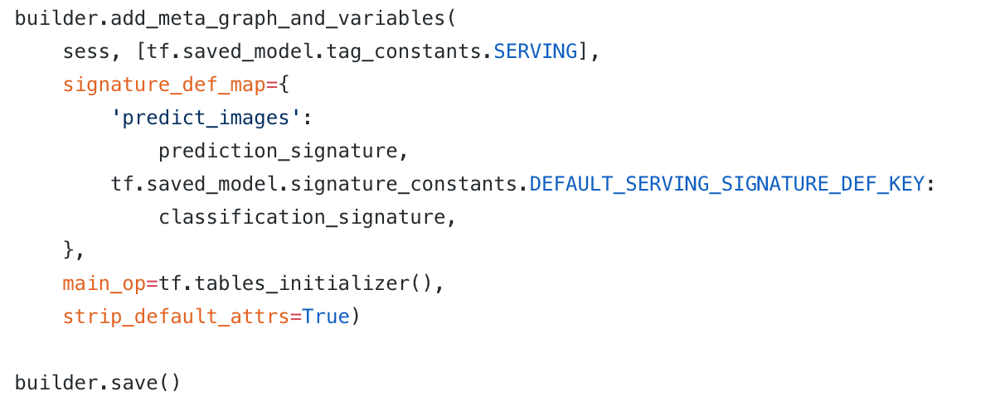 builder.add_meta_graph_and_variables(
    sess, [tf.saved_model.tag_constants.SERVING],
    signature_def_map={
        'predict_images':
            prediction_signature,
        tf.saved_model.signature_constants.DEFAULT_SERVING_SIGNATURE_DEF_KEY:
            classification_signature,
    },
    main_op=tf.tables_initializer(),
    strip_default_attrs=True)

builder.save()